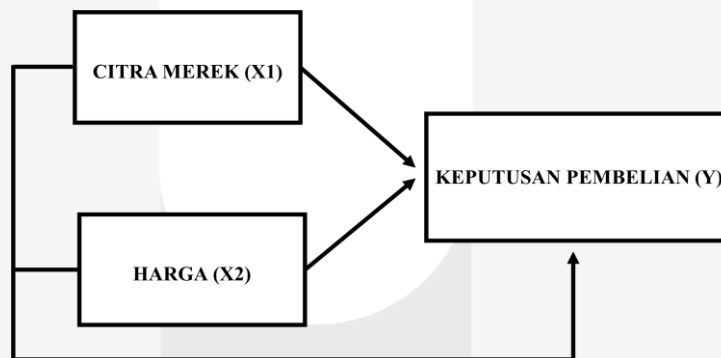 CITRA MEREK (X1)
KEPUTUSAN PEMBELIAN (Y)
HARGA (X2)